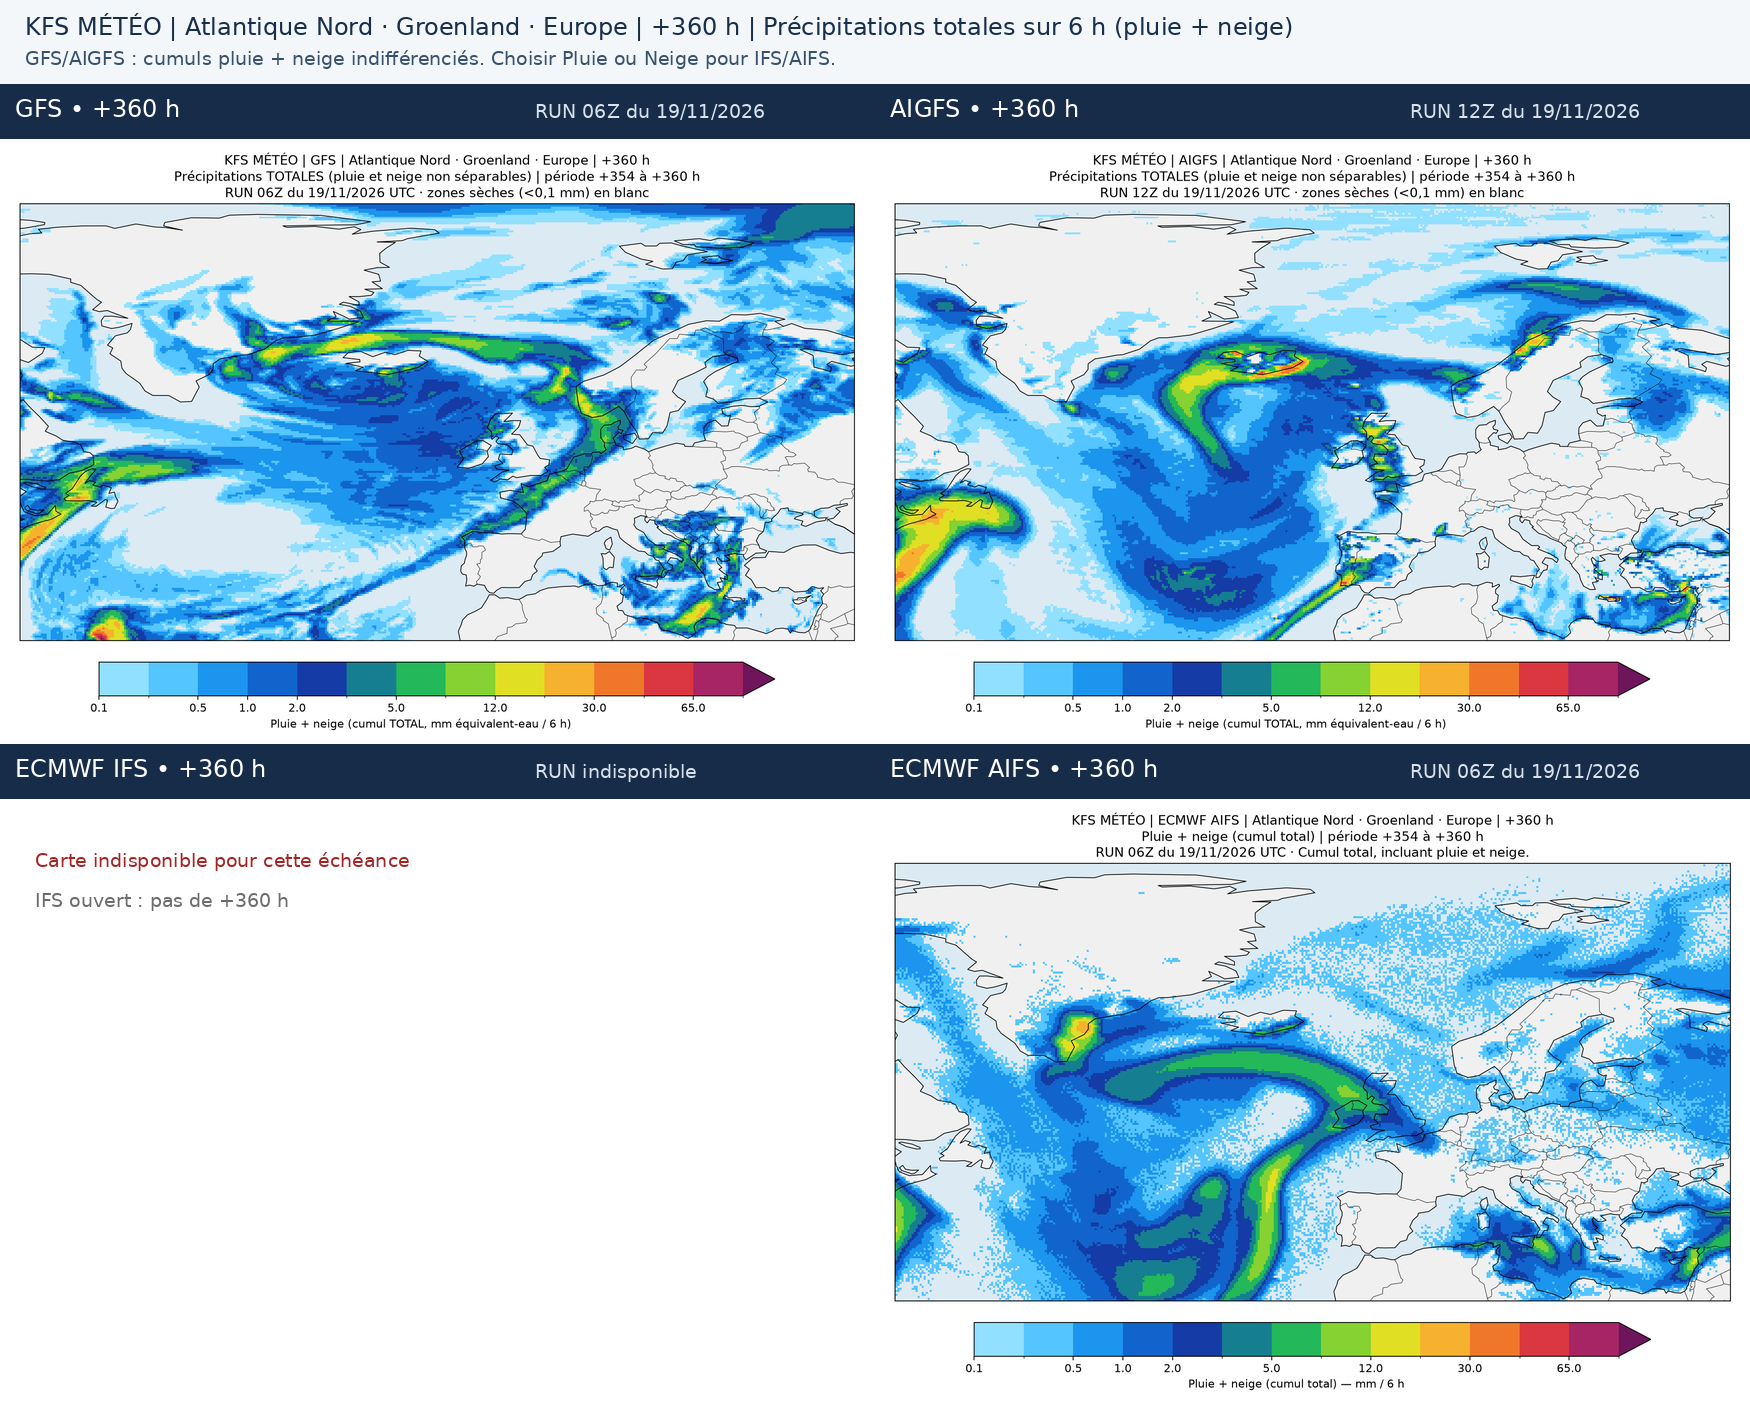 KFS MÉTÉO | Atlantique Nord · Groenland · Europe | +360 h | Précipitations totales sur 6 h (pluie + neige)
GFS/AIGFS : cumuls pluie + neige indifférenciés. Choisir Pluie ou Neige pour IFS/AIFS.
GFS • +360 h
RUN 06Z du 19/11/2026
AIGFS • +360 h
RUN 12Z du 19/11/2026
KFS MÉTÉO | GFS | Atlantique Nord · Groenland · Europe | +360 h
Précipitations TOTALES (pluie et neige non séparables) | période +354 à +360 h
RUN 06Z du 19/11/2026 UTC · zones sèches (<0,1 mm) en blanc
KFS MÉTÉO | AIGFS | Atlantique Nord · Groenland · Europe | +360 h
Précipitations TOTALES (pluie et neige non séparables) | période +354 à +360 h
RUN 12Z du 19/11/2026 UTC · zones sèches (<0,1 mm) en blanc
0.1 0.5 1.0 2.0 5.0 12.0 30.0 65.0
Pluie + neige (cumul TOTAL, mm équivalent-eau / 6 h)
0.1 0.5 1.0 2.0 5.0 12.0 30.0 65.0
Pluie + neige (cumul TOTAL, mm équivalent-eau / 6 h)
ECMWF IFS • +360 h
RUN indisponible
ECMWF AIFS • +360 h
RUN 06Z du 19/11/2026
Carte indisponible pour cette échéance
IFS ouvert : pas de +360 h
KFS MÉTÉO | ECMWF AIFS | Atlantique Nord · Groenland · Europe | +360 h
Pluie + neige (cumul total) | période +354 à +360 h
RUN 06Z du 19/11/2026 UTC · Cumul total, incluant pluie et neige.
0.1 0.5 1.0 2.0 5.0 12.0 30.0 65.0
Pluie + neige (cumul total) — mm / 6 h